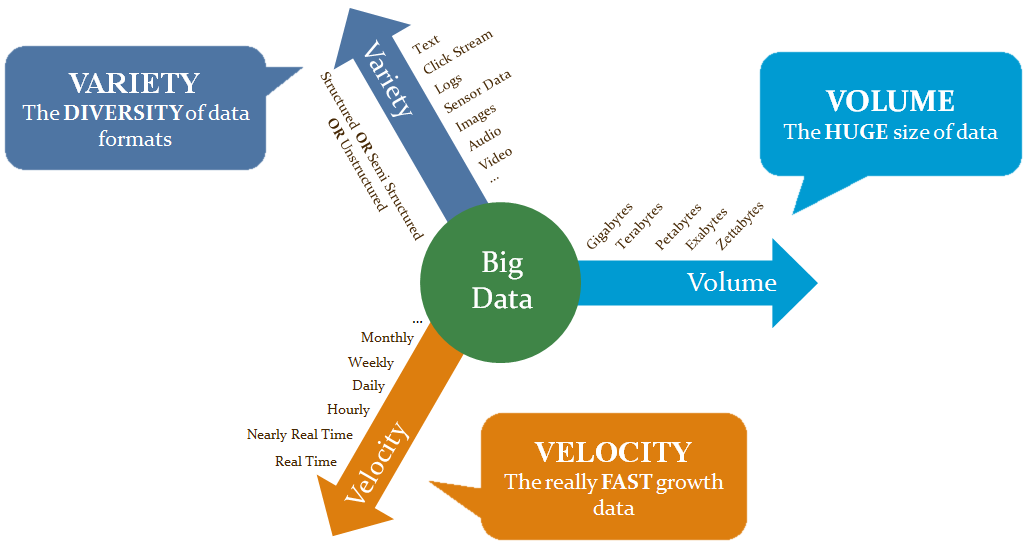 VARIETY
The DIVERSITY of data
formats
Variety
Text
Click Stream
Logs
Sensor Data
Images
Audio
Video
...
Structured OR Semi Structured
OR Unstructured
VOLUME
The HUGE size of data
Gigabytes
Terabytes
Petabytes
Exabytes
Zettabytes
Volume
Big
Data
...
Monthly
Weekly
Daily
Hourly
Nearly Real Time
Real Time
Velocity
VELOCITY
The really FAST growth
data